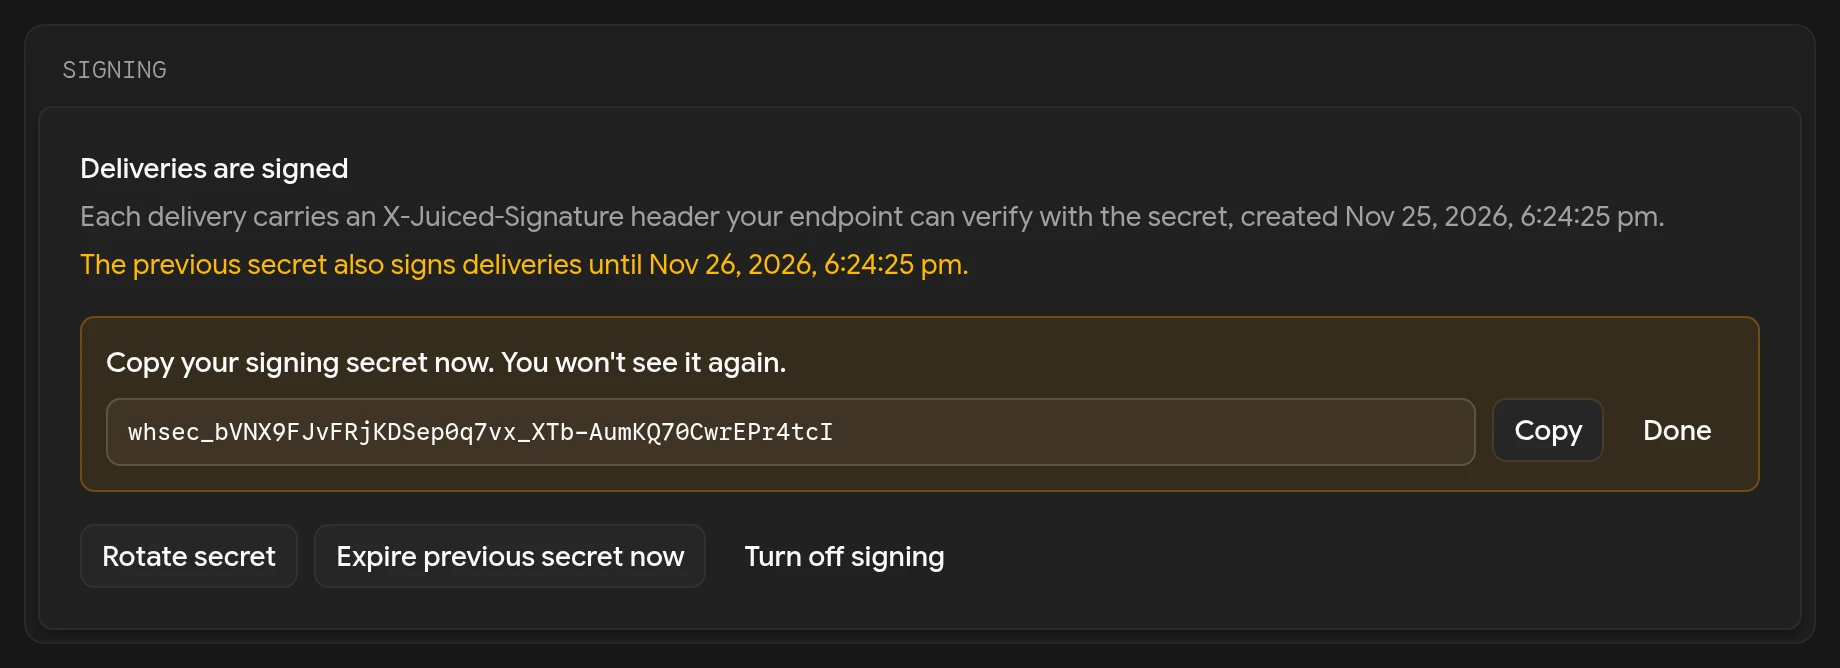 SIGNING
Deliveries are signed
Each delivery carries an X-Juiced-Signature header your endpoint can verify with the secret, created Nov 25, 2026, 6:24:25 pm.
The previous secret also signs deliveries until Nov 26, 2026, 6:24:25 pm.
Copy your signing secret now. You won't see it again.
whsec_bVNX9FJvFRjKDSep0q7vx_XTb-AumKQ70CwrEPr4tcI
Copy
Done
Rotate secret
Expire previous secret now
Turn off signing